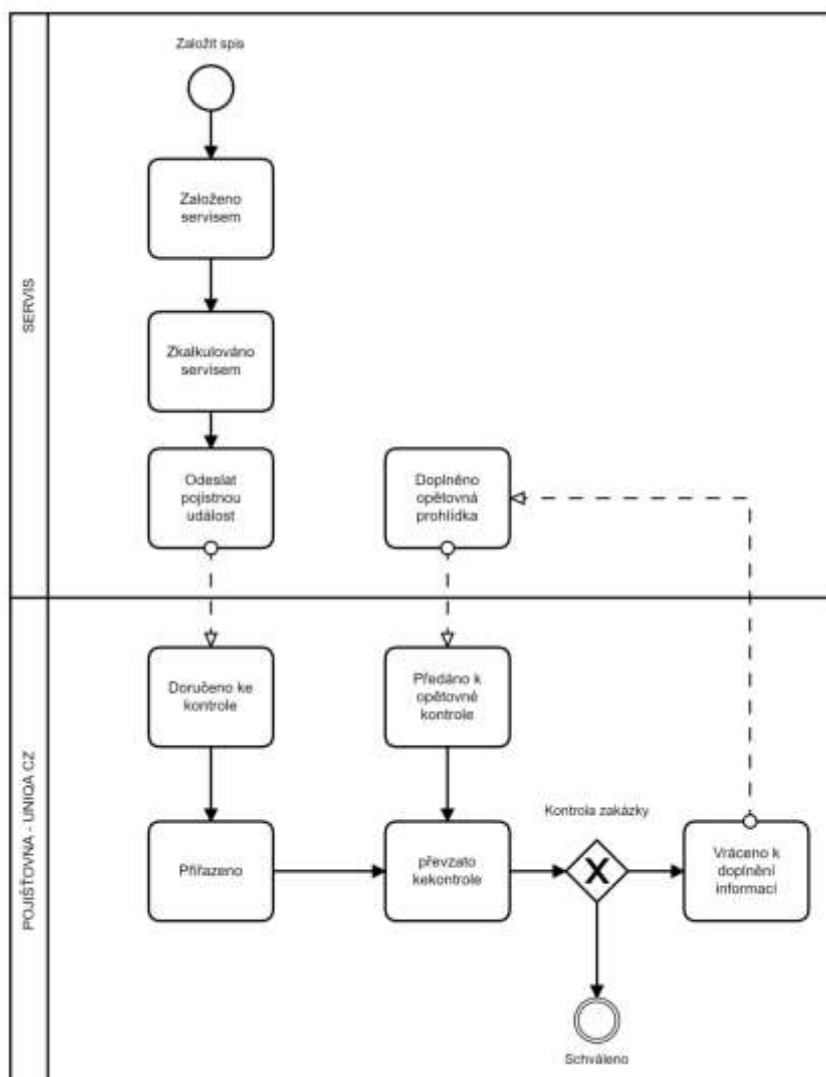 Založit spis
Založeno
servisem
Zkalkulováno
servisem
Odeslat
pojistnou
událost
Doplněno
opětovná
prohlídka
SERVIS
Doručeno ke
kontrole
Předáno k
opětovné
kontrole
Přiřazeno
převzato
kekontrole
Kontrola zakázky
X
Vráceno k
doplnění
informací
Schváleno
POJIŠŤOVNA - UNIQA CZ